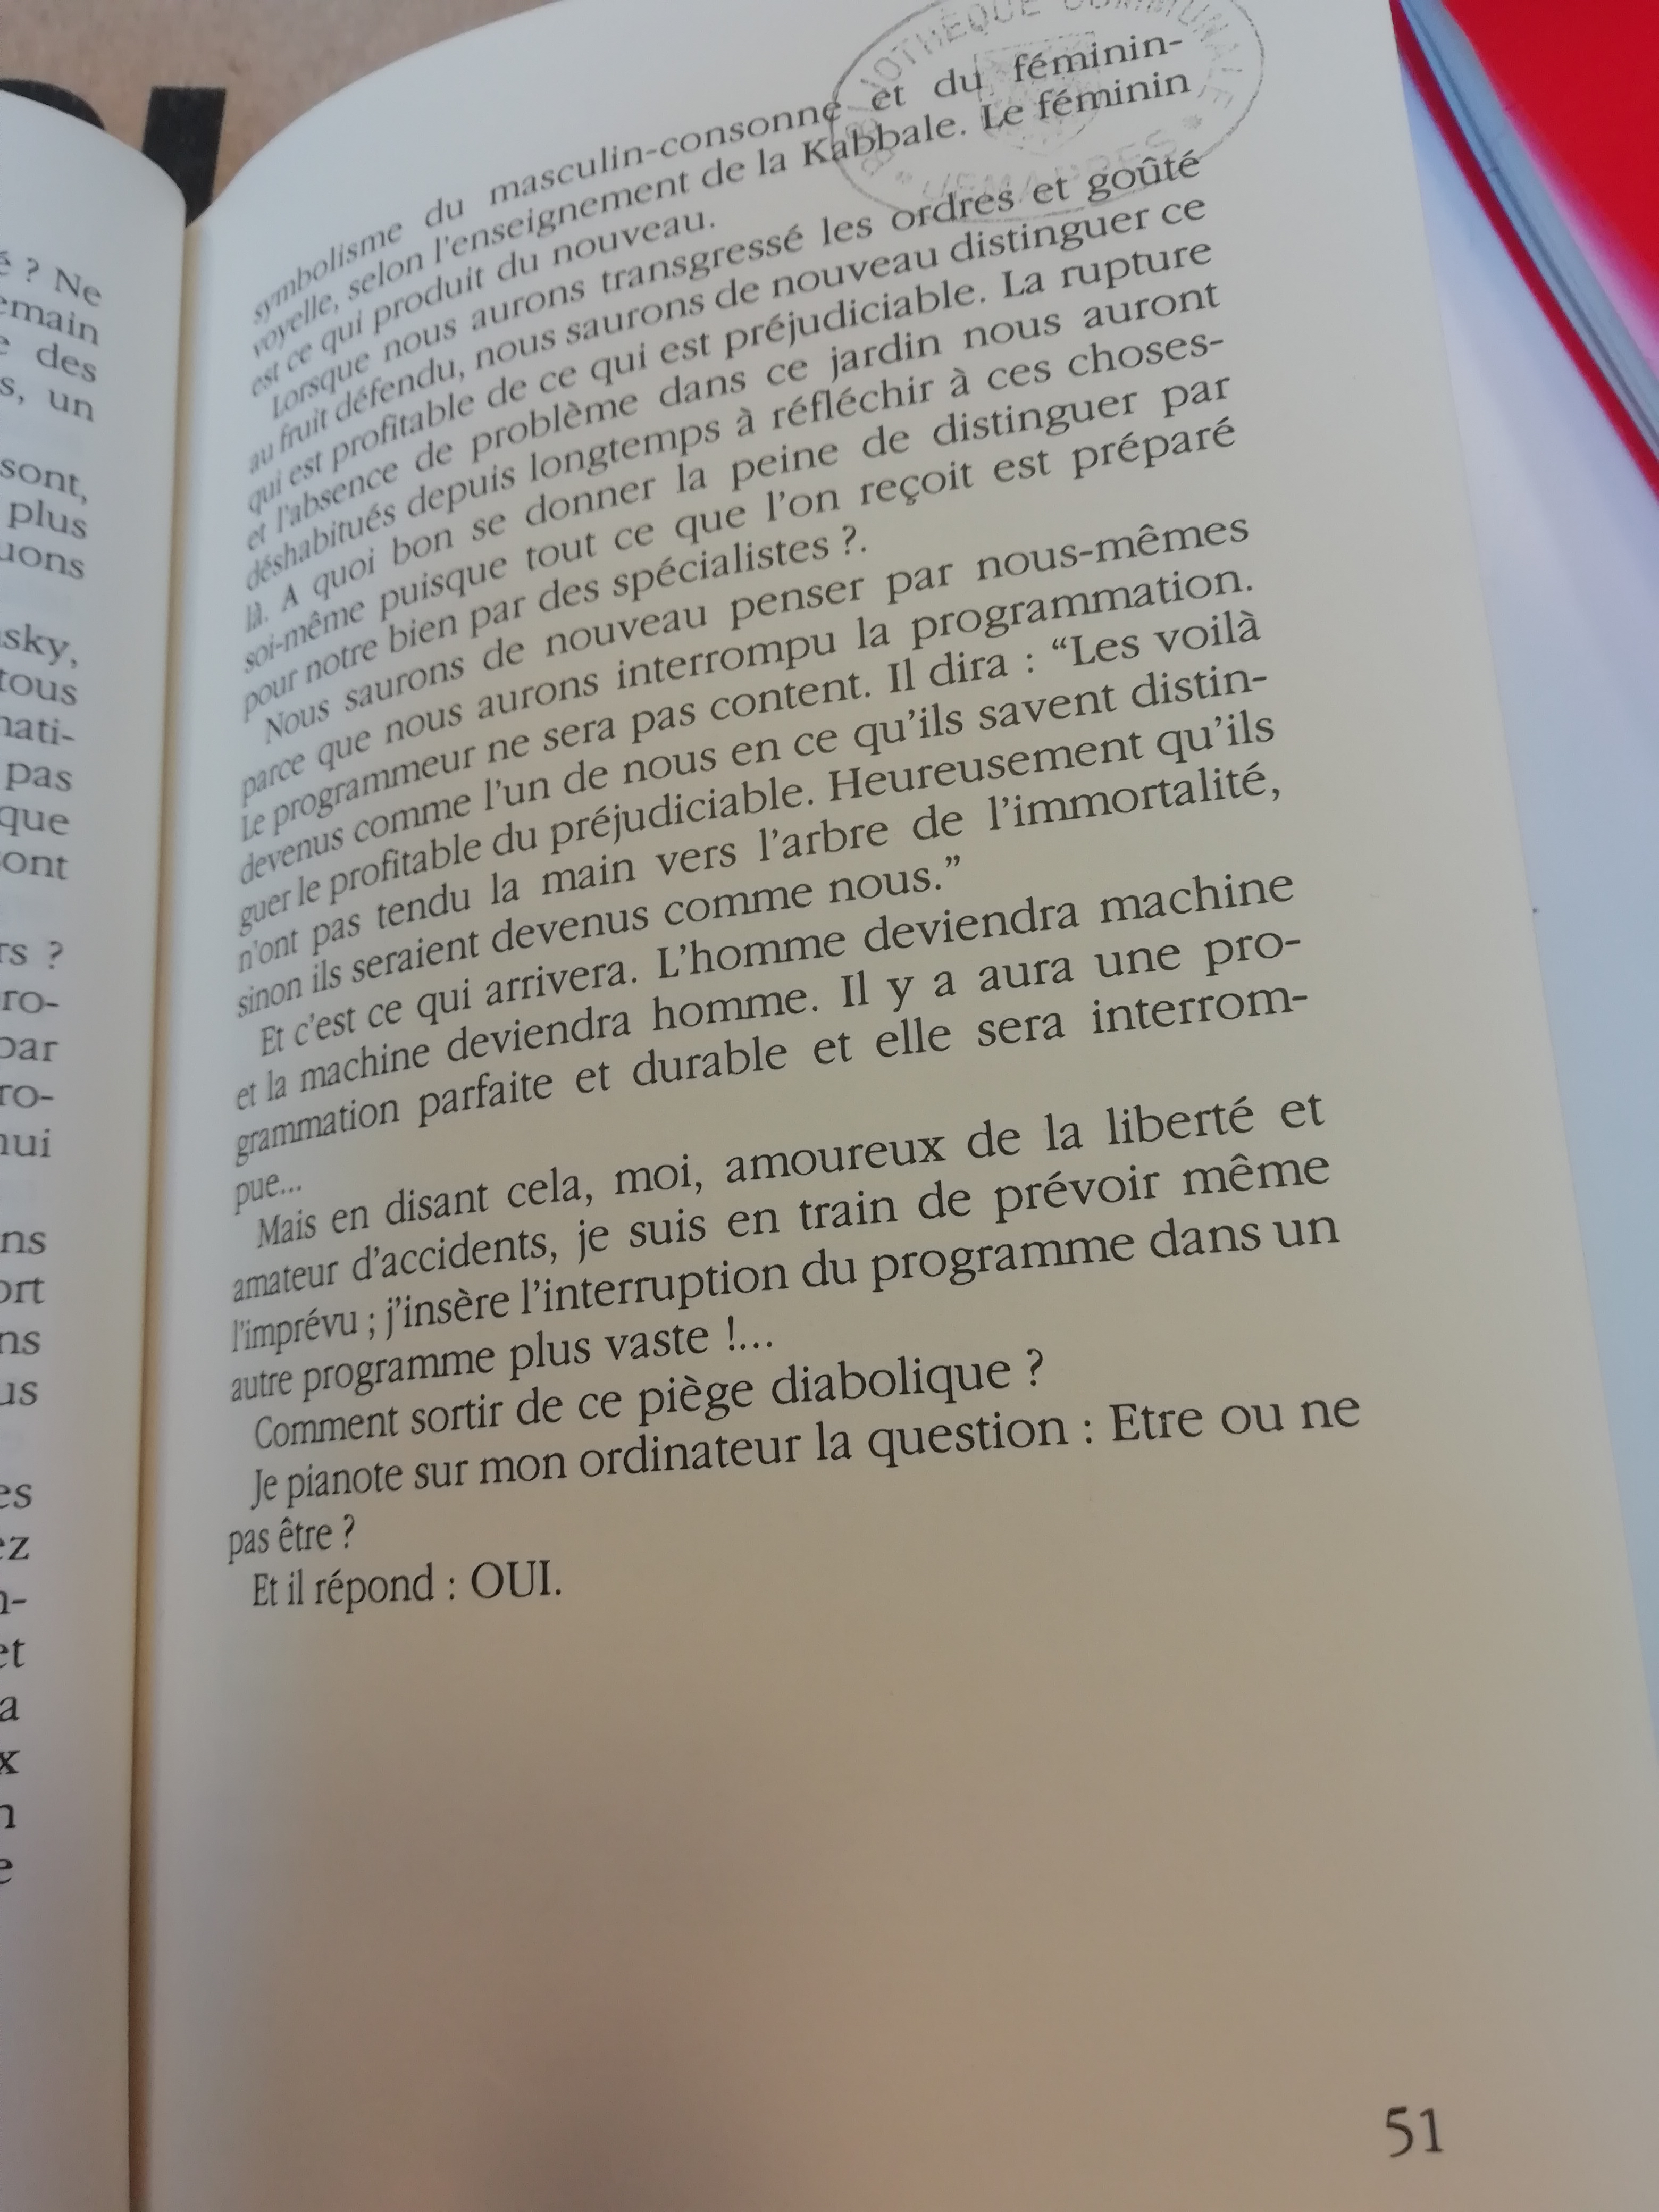 é ? Ne
emain
e des
s, un
sont,
plus
uons
sky,
tous
nati-
pas
que
ont
rs ?
ro-
par
ro-
hui
ns
ort
ns
us
es
ez
n-
et
a
x
n
e
BIBLIOTHÈQUE COMMUNALE
symbolisme du masculin-consonne et du féminin-
voyelle, selon l'enseignement de la Kabbale. Le féminin
est ce qui produit du nouveau.
Lorsque nous aurons transgressé les ordres et goûté
au fruit défendu, nous saurons de nouveau distinguer ce
qui est profitable de ce qui est préjudiciable. La rupture
et l'absence de problème dans ce jardin nous auront
déshabitués depuis longtemps à réfléchir à ces choses-
là. A quoi bon se donner la peine de distinguer par
soi-même puisque tout ce que l'on reçoit est préparé
pour notre bien par des spécialistes ?.
Nous saurons de nouveau penser par nous-mêmes
parce que nous aurons interrompu la programmation.
Le programmeur ne sera pas content. Il dira : “Les voilà
devenus comme l'un de nous en ce qu'ils savent distin-
guer le profitable du préjudiciable. Heureusement qu'ils
n'ont pas tendu la main vers l'arbre de l'immortalité,
sinon ils seraient devenus comme nous.”
Et c'est ce qui arrivera. L'homme deviendra machine
et la machine deviendra homme. Il y a aura une pro-
grammation parfaite et durable et elle sera interrom-
pue...
Mais en disant cela, moi, amoureux de la liberté et
amateur d'accidents, je suis en train de prévoir même
l'imprévu ; j'insère l'interruption du programme dans un
autre programme plus vaste !...
Comment sortir de ce piège diabolique ?
Je pianote sur mon ordinateur la question : Etre ou ne
pas être ?
Et il répond : OUI.
51